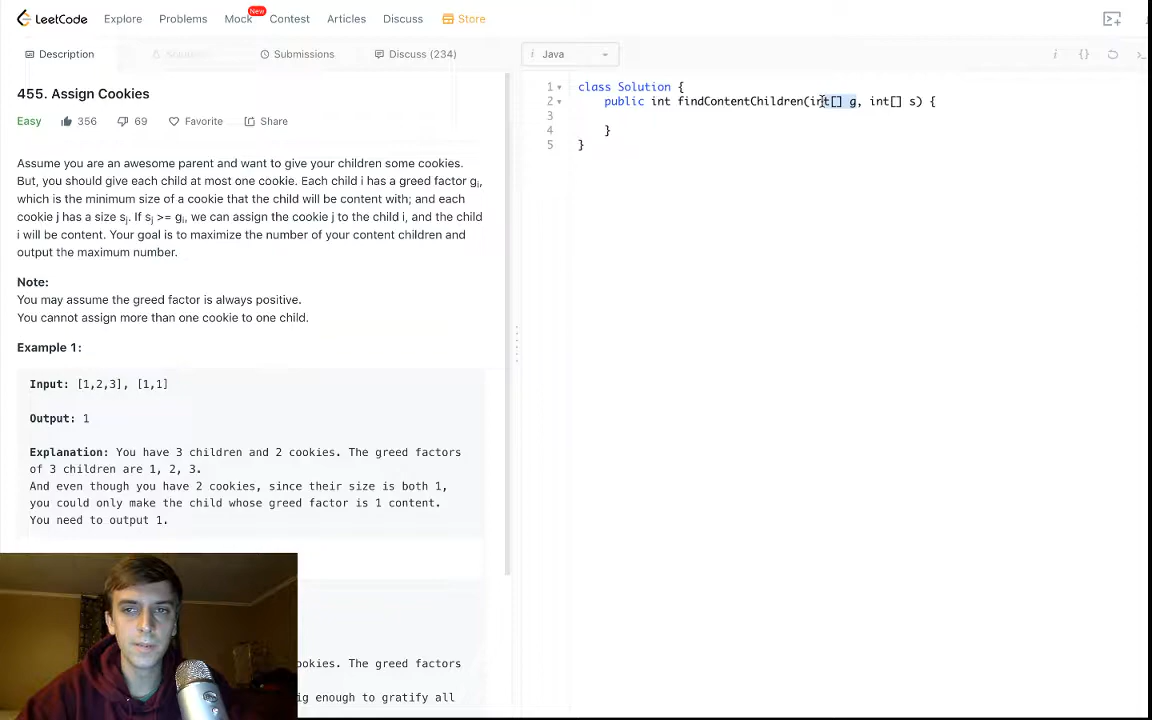 LeetCode Explore Problems Mock New Contest Articles Discuss Store
Description Solution Submissions Discuss (234)
i Java
455. Assign Cookies
Easy 356 69 Favorite Share
Assume you are an awesome parent and want to give your children some cookies.
But, you should give each child at most one cookie. Each child i has a greed factor gi,
which is the minimum size of a cookie that the child will be content with; and each
cookie j has a size sj. If sj >= gi, we can assign the cookie j to the child i, and the child
i will be content. Your goal is to maximize the number of your content children and
output the maximum number.
Note:
You may assume the greed factor is always positive.
You cannot assign more than one cookie to one child.
Example 1:
Input: [1,2,3], [1,1]
Output: 1
Explanation: You have 3 children and 2 cookies. The greed factors
of 3 children are 1, 2, 3.
And even though you have 2 cookies, since their size is both 1,
you could only make the child whose greed factor is 1 content.
You need to output 1.
ookies. The greed factors
ig enough to gratify all
1 class Solution {
2 public int findContentChildren(int[] g, int[] s) {
3
4 }
5 }